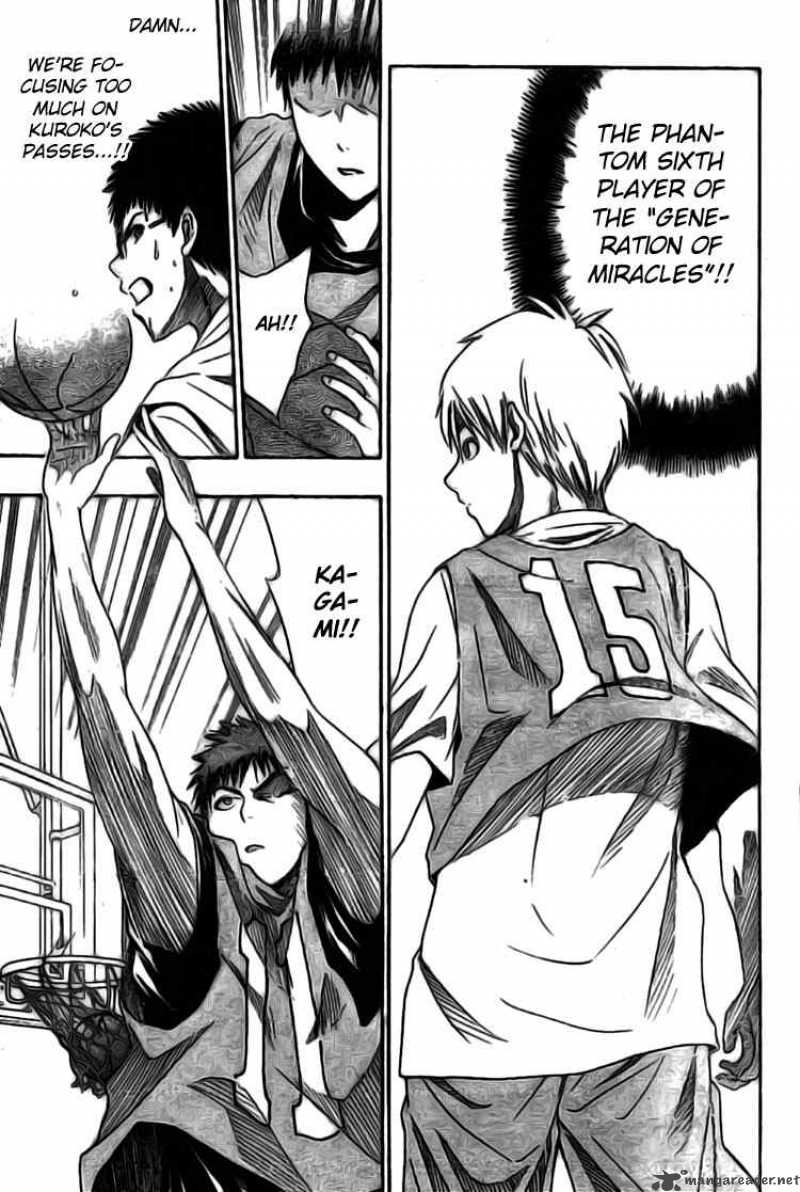 THE PHAN-
TOM SIXTH
PLAYER OF
THE "GENE-
RATION OF
MIRACLES"!!
15
AH!!
DAMN...
WE'RE FO-
CUSING TOO
MUCH ON
KUROKO'S
PASSES...!!
KA-
GA-
MI!!
mangareader.net